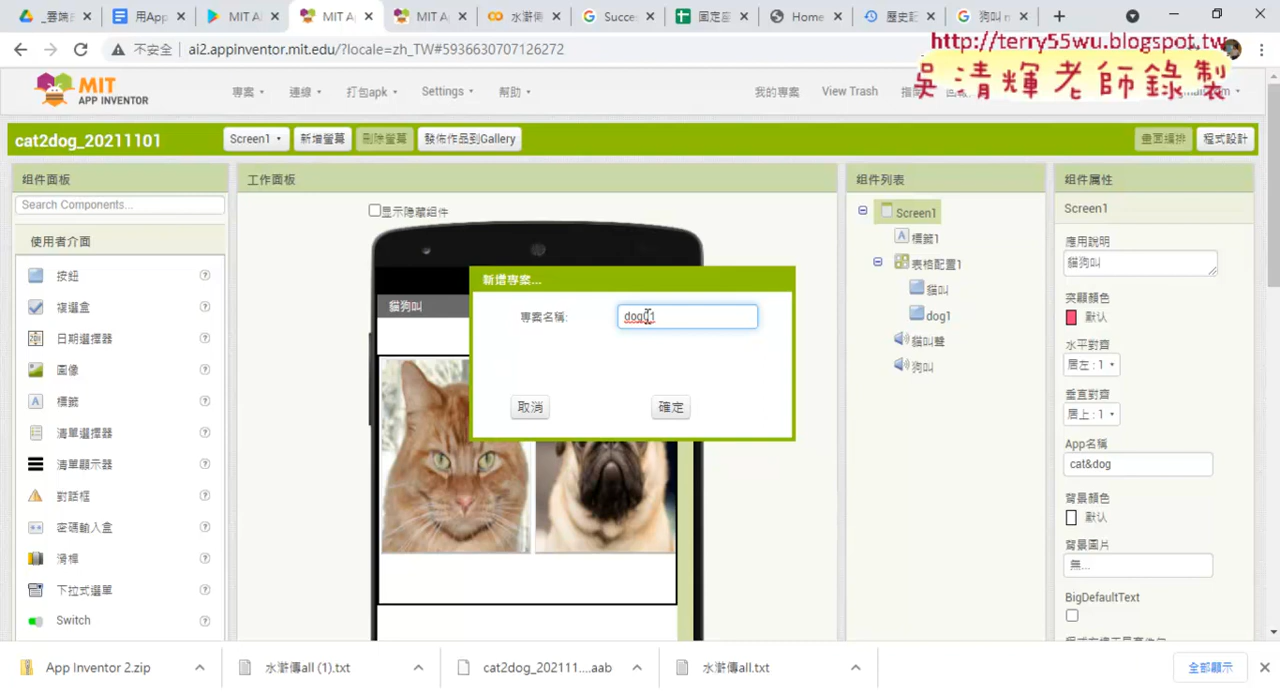 _雲端
用App
MIT A
MIT A
MIT A
水滸傳
Succe
固定座
Home
歷史記
狗叫 n
不安全
ai2.appinventor.mit.edu/?locale=zh_TW#5936630707126272
http://terry55wu.blogspot.tw
吳清輝老師錄製
MIT
APP INVENTOR
專案
連線
打包apk
Settings
幫助
我的專案
View Trash
指南
cat2dog_20211101
Screen1
新增螢幕
刪除螢幕
發佈作品到Gallery
畫面編排
程式設計
組件面板
工作面板
組件列表
組件屬性
Search Components...
显示隐藏組件
Screen1
Screen1
使用者介面
標籤1
應用說明
貓狗叫
按鈕
表格配置1
複選盒
貓叫
突顯顏色
默认
日期選擇器
dog1
圖像
貓叫聲
水平對齊
居左 : 1
標籤
狗叫
垂直對齊
居上 : 1
清單選擇器
清單顯示器
App名稱
cat&dog
對話框
背景顏色
默认
密碼輸入盒
背景圖片
無...
滑桿
下拉式選單
BigDefaultText
Switch
貓狗叫
新增專案...
專案名稱:
取消
確定
App Inventor 2.zip
水滸傳all (1).txt
cat2dog_202111....aab
水滸傳all.txt
全部顯示